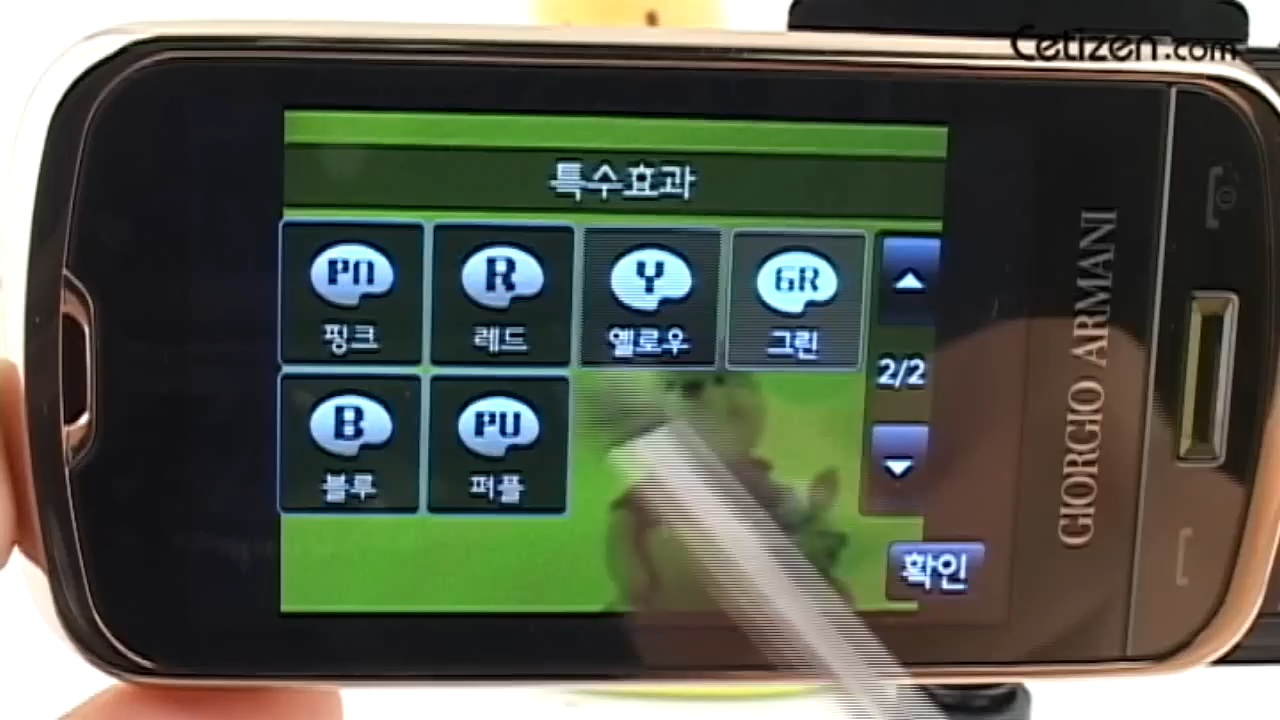 Cetizen.com
특수효과
PN R Y GR
핑크 레드 옐로우 그린
2/2
B PU
블루 퍼플
확인
GIORGIO ARMANI